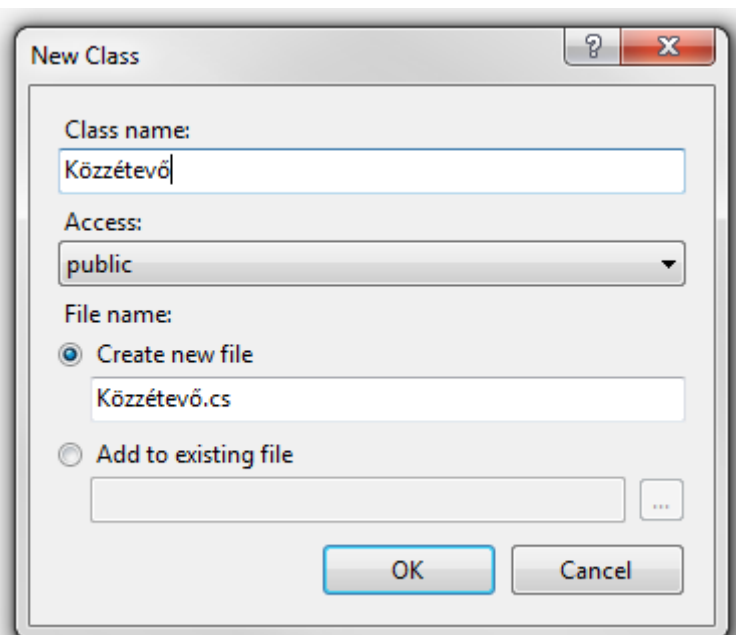 New Class
Class name:
Közzétevő
Access:
public
File name:
Create new file
Közzétevő.cs
Add to existing file
...
OK
Cancel